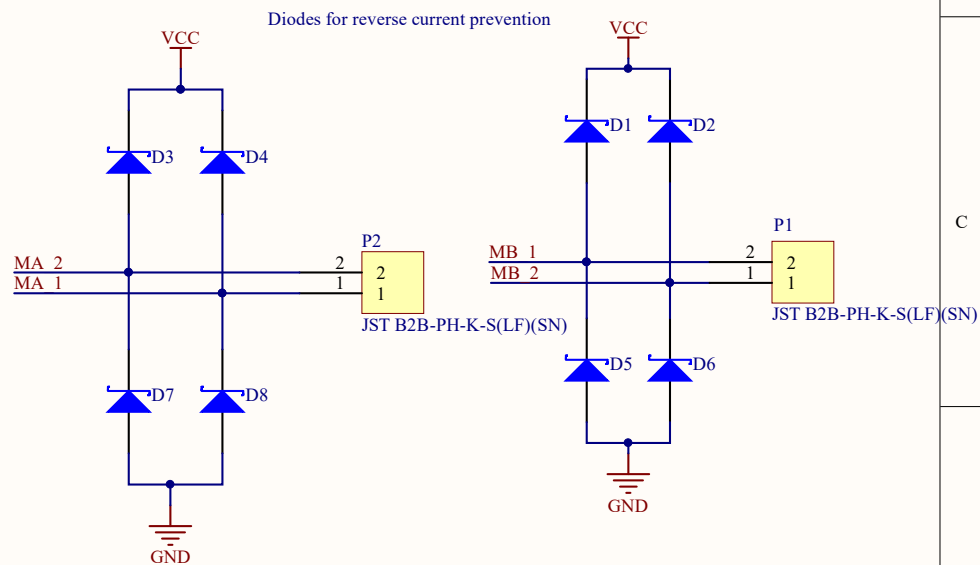 Diodes for reverse current prevention
VCC
VCC
D1
D2
D3
D4
C
P1
P2
MB_1
2
2
MA_2
2
2
MB_2
1
1
MA_1
1
1
JST B2B-PH-K-S(LF)(SN)
JST B2B-PH-K-S(LF)(SN)
D5
D6
D7
D8
GND
GND